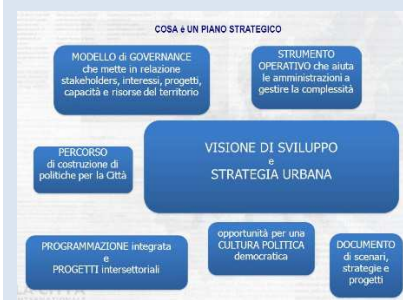 COSA è UN PIANO STRATEGICO
MODELLO di GOVERNANCE
che mette in relazione
stakeholders, interessi, progetti,
capacità e risorse del territorio
STRUMENTO
OPERATIVO che aiuta
le amministrazioni a
gestire la complessità
PERCORSO
di costruzione di
politiche per la Città
VISIONE DI SVILUPPO
e
STRATEGIA URBANA
PROGRAMMAZIONE integrata
e
PROGETTI intersettoriali
opportunità per una
CULTURA POLITICA
democratica
DOCUMENTO
di scenari,
strategie e
progetti